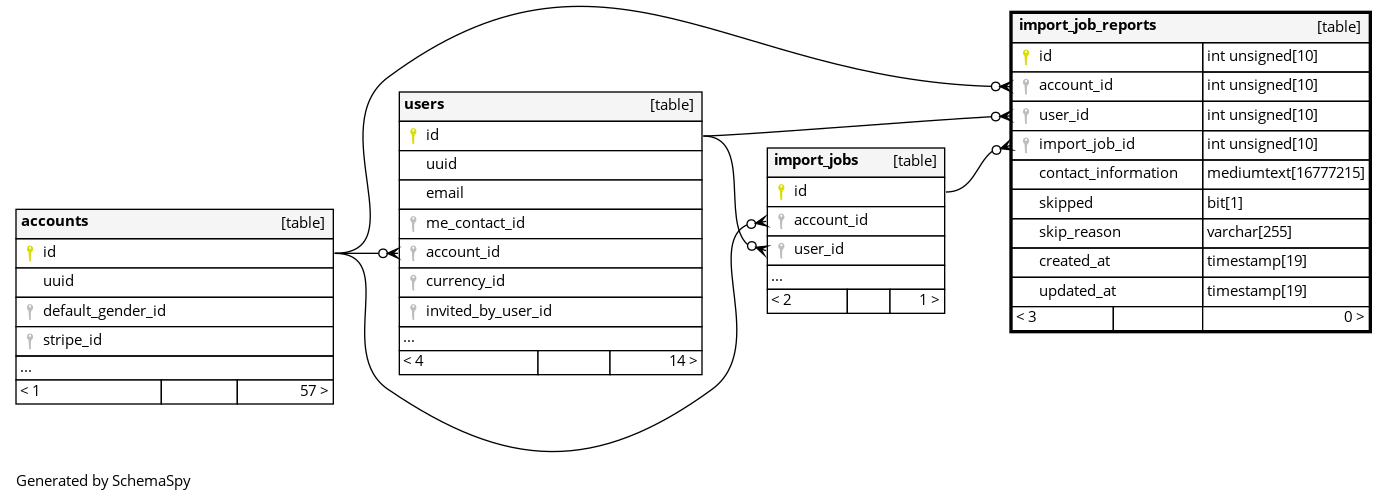 accounts [table]
id
uuid
default_gender_id
stripe_id
...
< 1 57 >
users [table]
id
uuid
email
me_contact_id
account_id
currency_id
invited_by_user_id
...
< 4 14 >
import_jobs [table]
id
account_id
user_id
...
< 2 1 >
import_job_reports [table]
id int unsigned[10]
account_id int unsigned[10]
user_id int unsigned[10]
import_job_id int unsigned[10]
contact_information mediumtext[16777215]
skipped bit[1]
skip_reason varchar[255]
created_at timestamp[19]
updated_at timestamp[19]
< 3 0 >
Generated by SchemaSpy